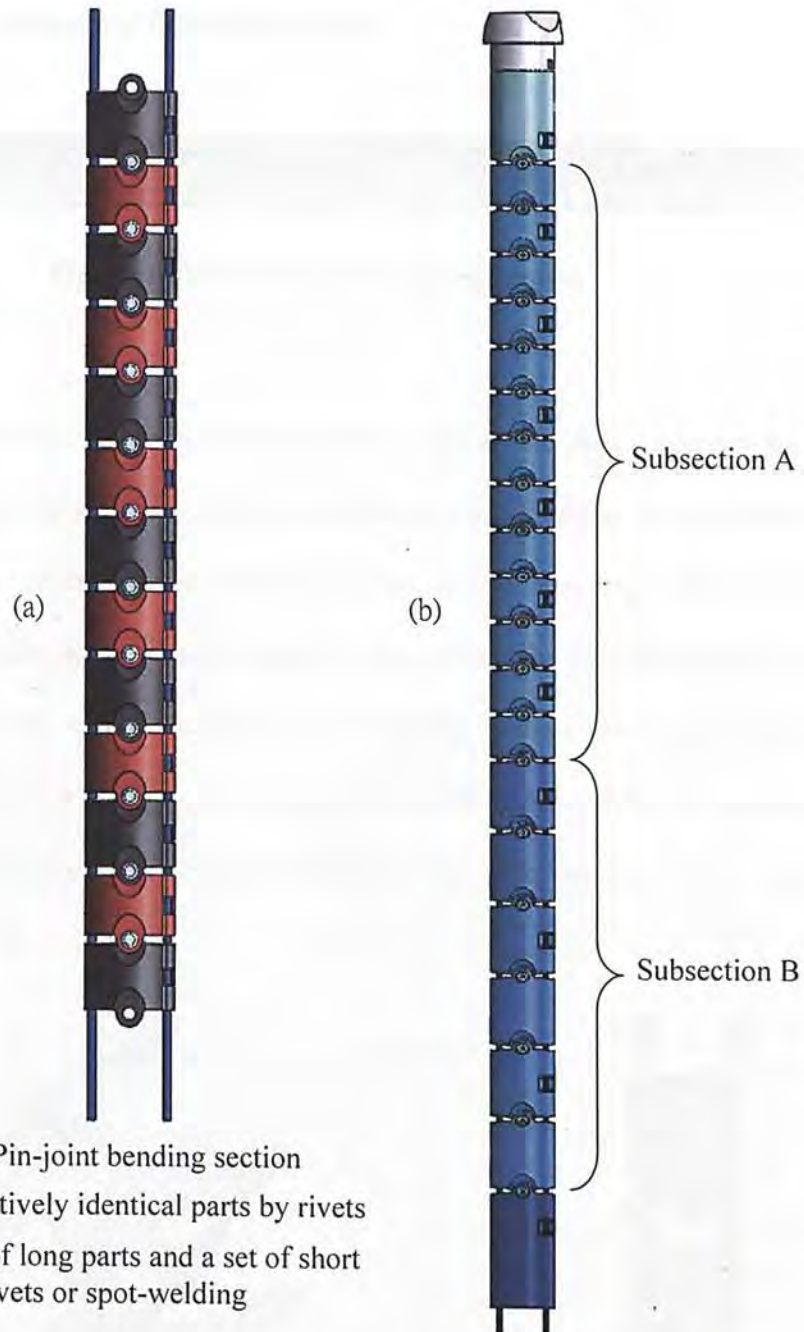 (a)
(b)
Subsection A
Subsection B
Pin-joint bending section
tively identical parts by rivets
of long parts and a set of short
vets or spot-welding